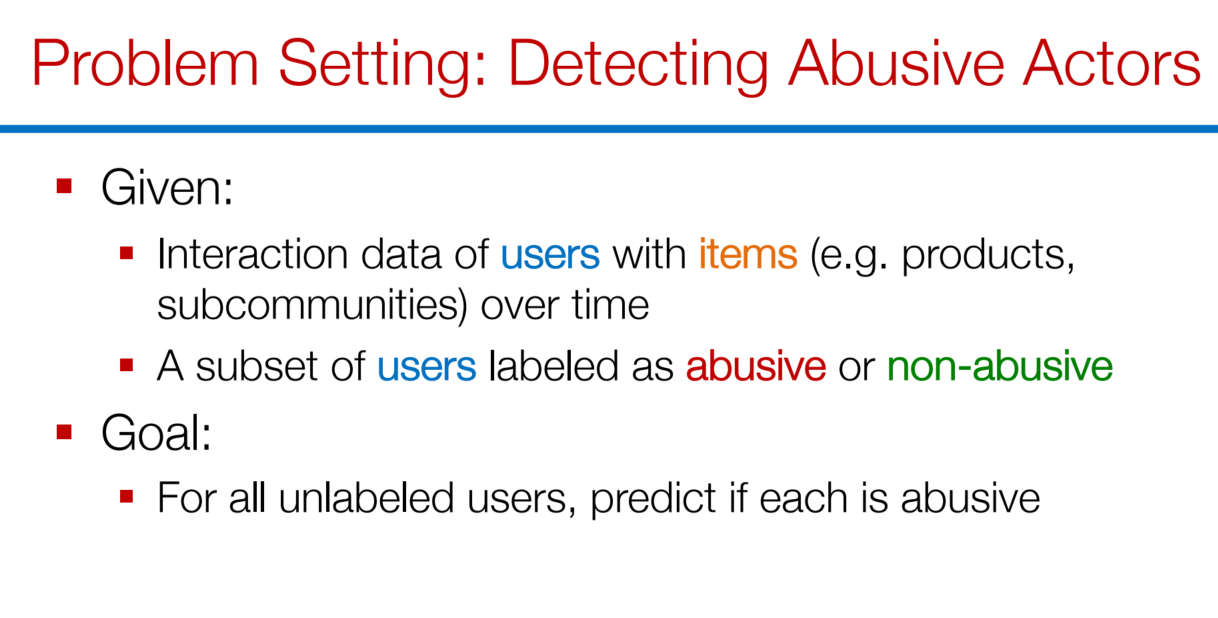 Problem Setting: Detecting Abusive Actors
Given:
Interaction data of users with items (e.g. products,
subcommunities) over time
A subset of users labeled as abusive or non-abusive
Goal:
For all unlabeled users, predict if each is abusive